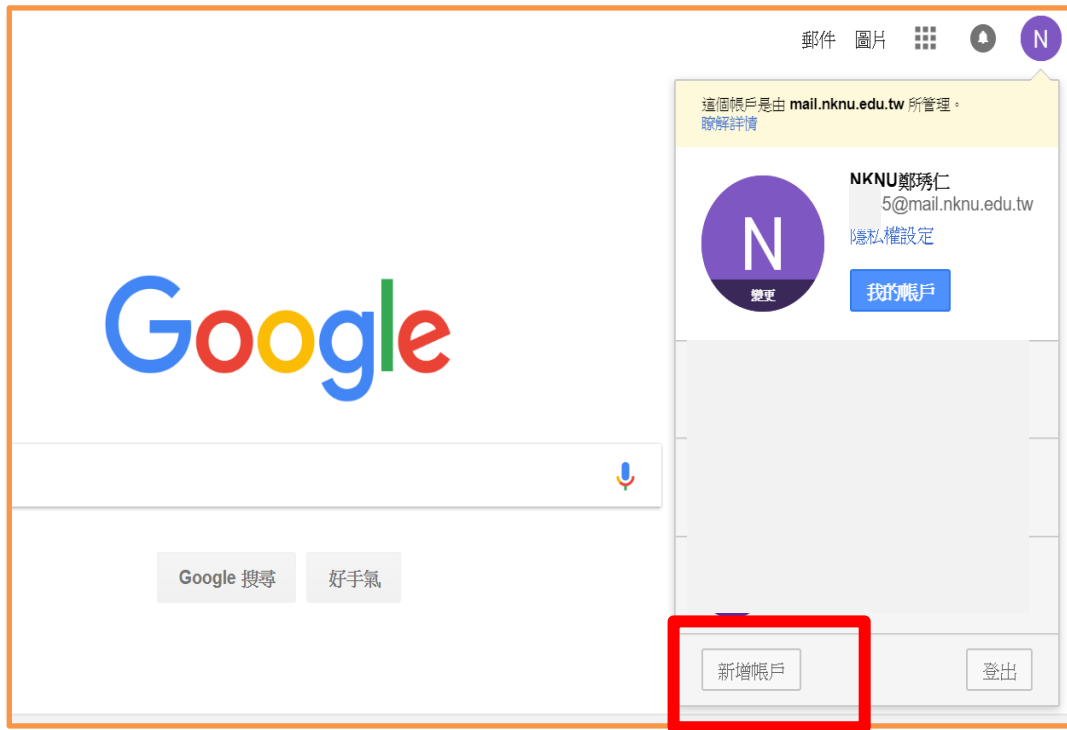 郵件 圖片 N
這個帳戶是由 mail.nknu.edu.tw 所管理。
瞭解詳情
N
變更
NKNU鄭琇仁
5@mail.nknu.edu.tw
隱私權設定
我的帳戶
Google
Google 搜尋 好手氣
新增帳戶 登出